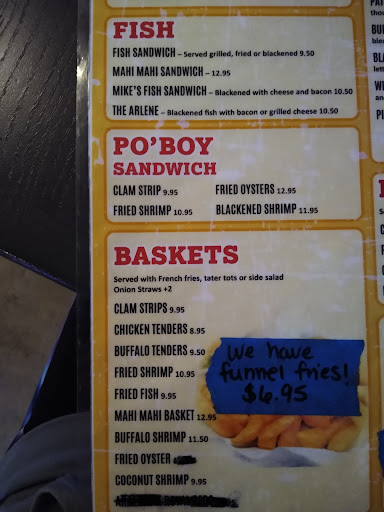 FISH
FISH SANDWICH – Served grilled, fried or blackened 9.50
MAHI MAHI SANDWICH – 12.95
MIKE'S FISH SANDWICH – Blackened with cheese and bacon 10.50
THE ARLENE – Blackened fish with bacon or grilled cheese 10.50
PO'BOY
SANDWICH
CLAM STRIP 9.95 FRIED OYSTERS 12.95
FRIED SHRIMP 10.95 BLACKENED SHRIMP 11.95
BASKETS
Served with French fries, tater tots or side salad
Onion Straws +2
CLAM STRIPS 9.95
CHICKEN TENDERS 8.95
BUFFALO TENDERS 9.50
FRIED SHRIMP 10.95
FRIED FISH 9.95
MAHI MAHI BASKET 12.95
BUFFALO SHRIMP 11.50
FRIED OYSTER
COCONUT SHRIMP 9.95
We have
funnel fries!
$6.95